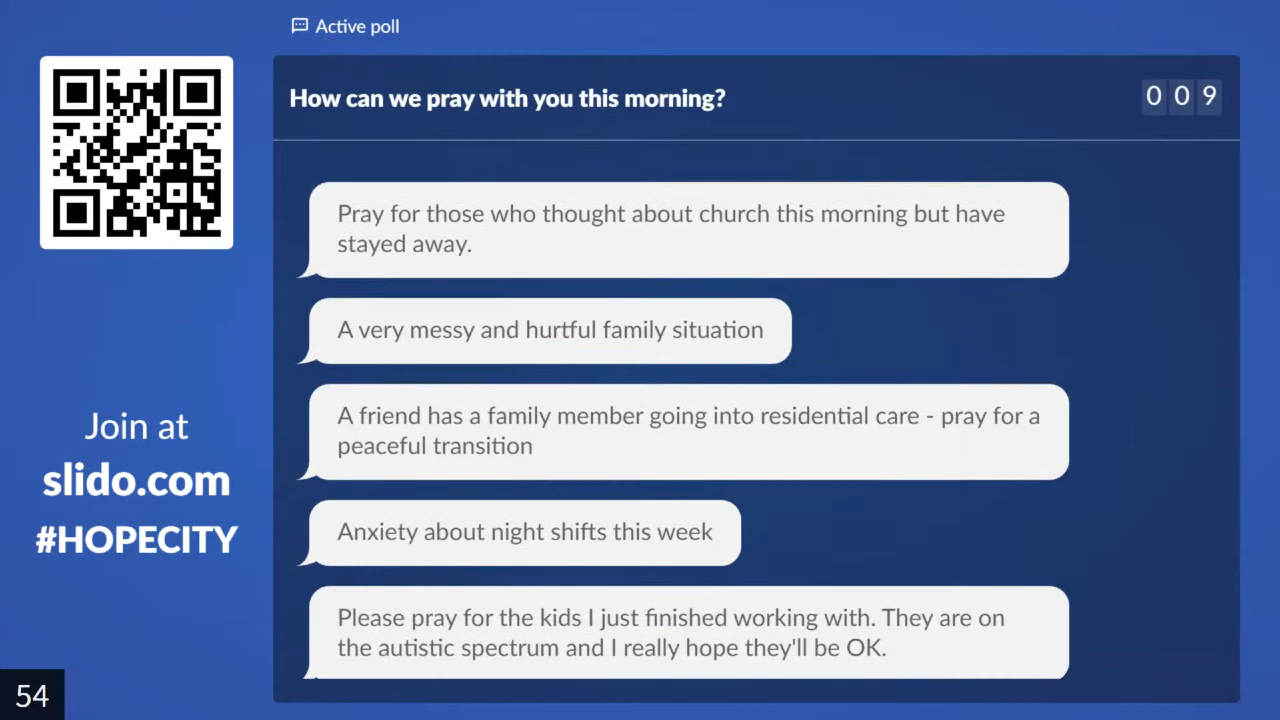 Active poll
How can we pray with you this morning?
009
Pray for those who thought about church this morning but have
stayed away.
A very messy and hurtful family situation
A friend has a family member going into residential care - pray for a
peaceful transition
Anxiety about night shifts this week
Please pray for the kids I just finished working with. They are on
the autistic spectrum and I really hope they'll be OK.
Join at
slido.com
#HOPECITY
54